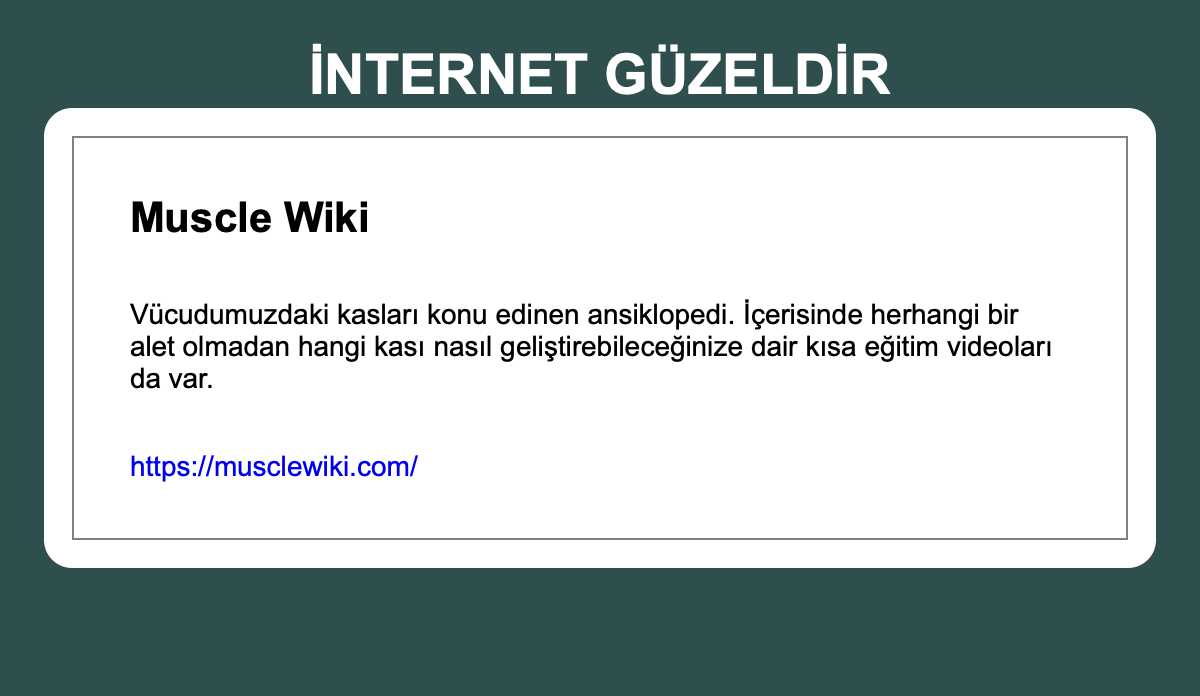 İNTERNET GÜZELDİR
Muscle Wiki
Vücudumuzdaki kasları konu edinen ansiklopedi. İçerisinde herhangi bir
alet olmadan hangi kası nasıl geliştirebileceğinize dair kısa eğitim videoları
da var.
https://musclewiki.com/